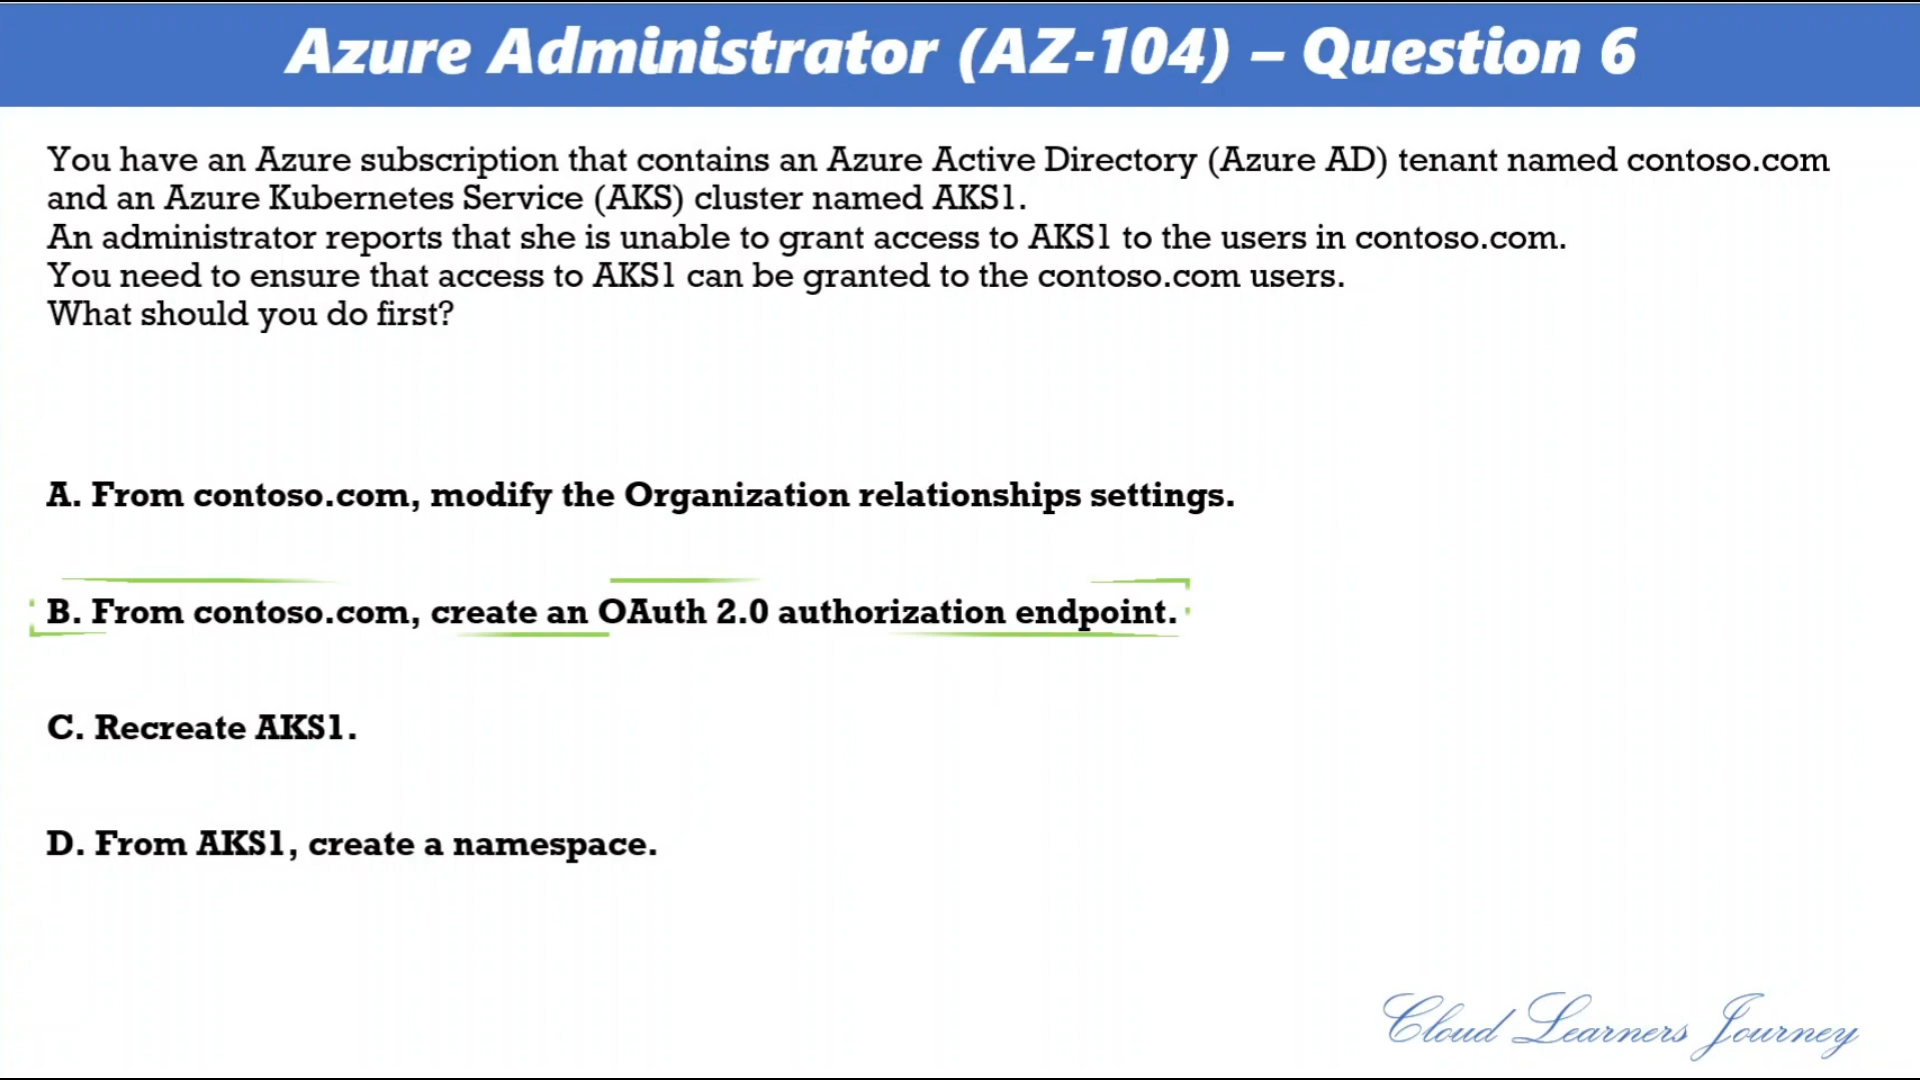 Azure Administrator (AZ-104) – Question 6
You have an Azure subscription that contains an Azure Active Directory (Azure AD) tenant named contoso.com
and an Azure Kubernetes Service (AKS) cluster named AKS1.
An administrator reports that she is unable to grant access to AKS1 to the users in contoso.com.
You need to ensure that access to AKS1 can be granted to the contoso.com users.
What should you do first?
A. From contoso.com, modify the Organization relationships settings.
B. From contoso.com, create an OAuth 2.0 authorization endpoint.
C. Recreate AKS1.
D. From AKS1, create a namespace.
Cloud Learners Journey